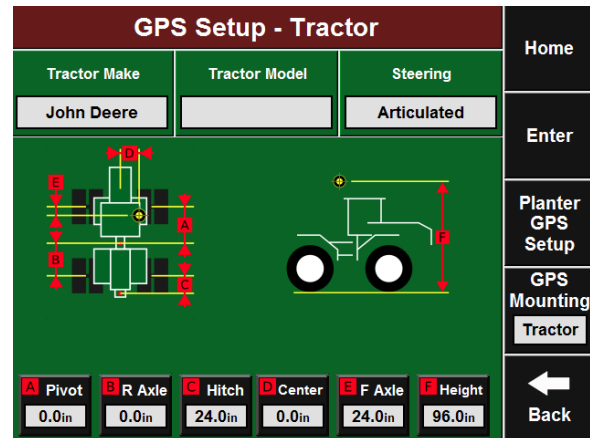 GPS Setup - Tractor
Home
Tractor Make
Tractor Model
Steering
John Deere
Articulated
Enter
D
E
A
F
B
C
Planter
GPS
Setup
GPS
Mounting
Tractor
A Pivot
B R Axle
C Hitch
D Center
E F Axle
F Height
0.0in
0.0in
24.0in
0.0in
24.0in
96.0in
Back